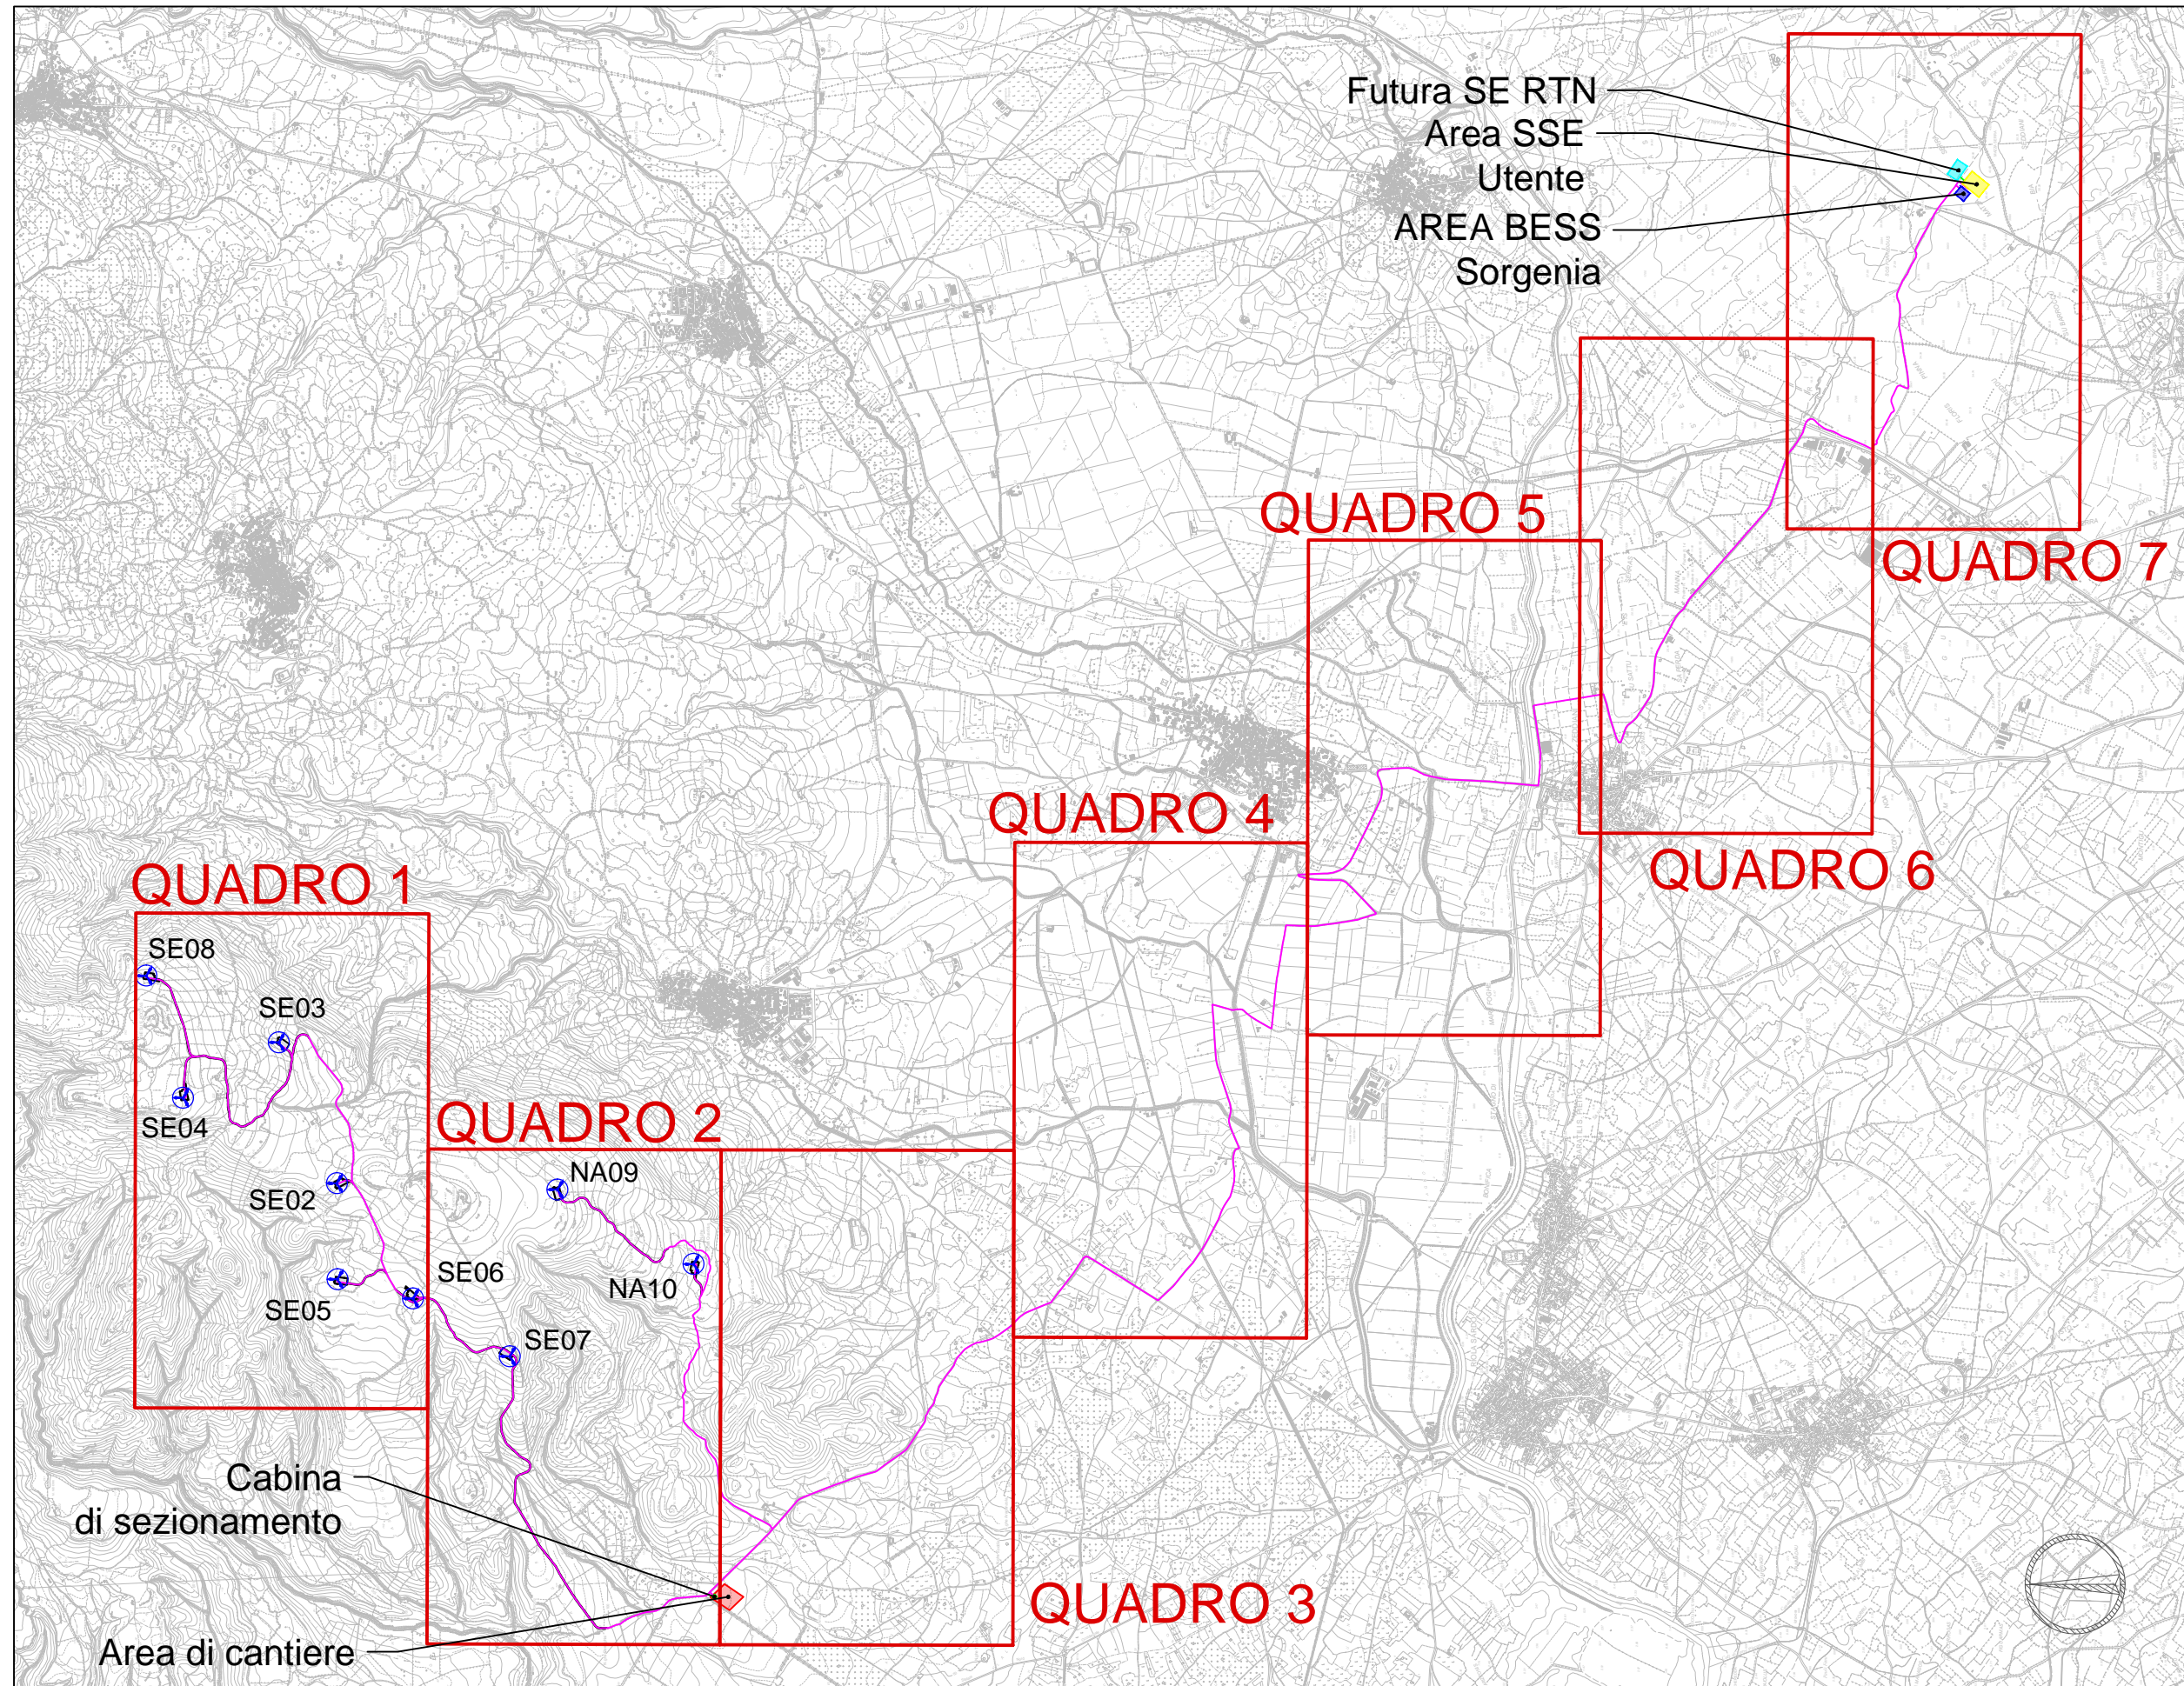 Futura SE RTN
Area SSE
Utente
AREA BESS
Sorgenia
QUADRO 5
QUADRO 7
QUADRO 4
QUADRO 6
QUADRO 1
SE08
SE03
SE04
QUADRO 2
NA09
SE02
SE06
NA10
SE05
SE07
Cabina
di sezionamento
QUADRO 3
Area di cantiere